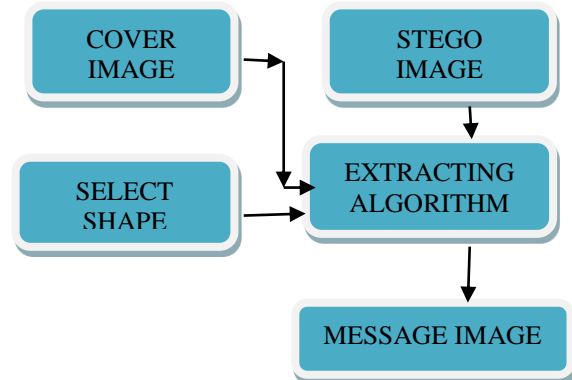 COVER
IMAGE
STEGO
IMAGE
SELECT
SHAPE
EXTRACTING
ALGORITHM
MESSAGE IMAGE